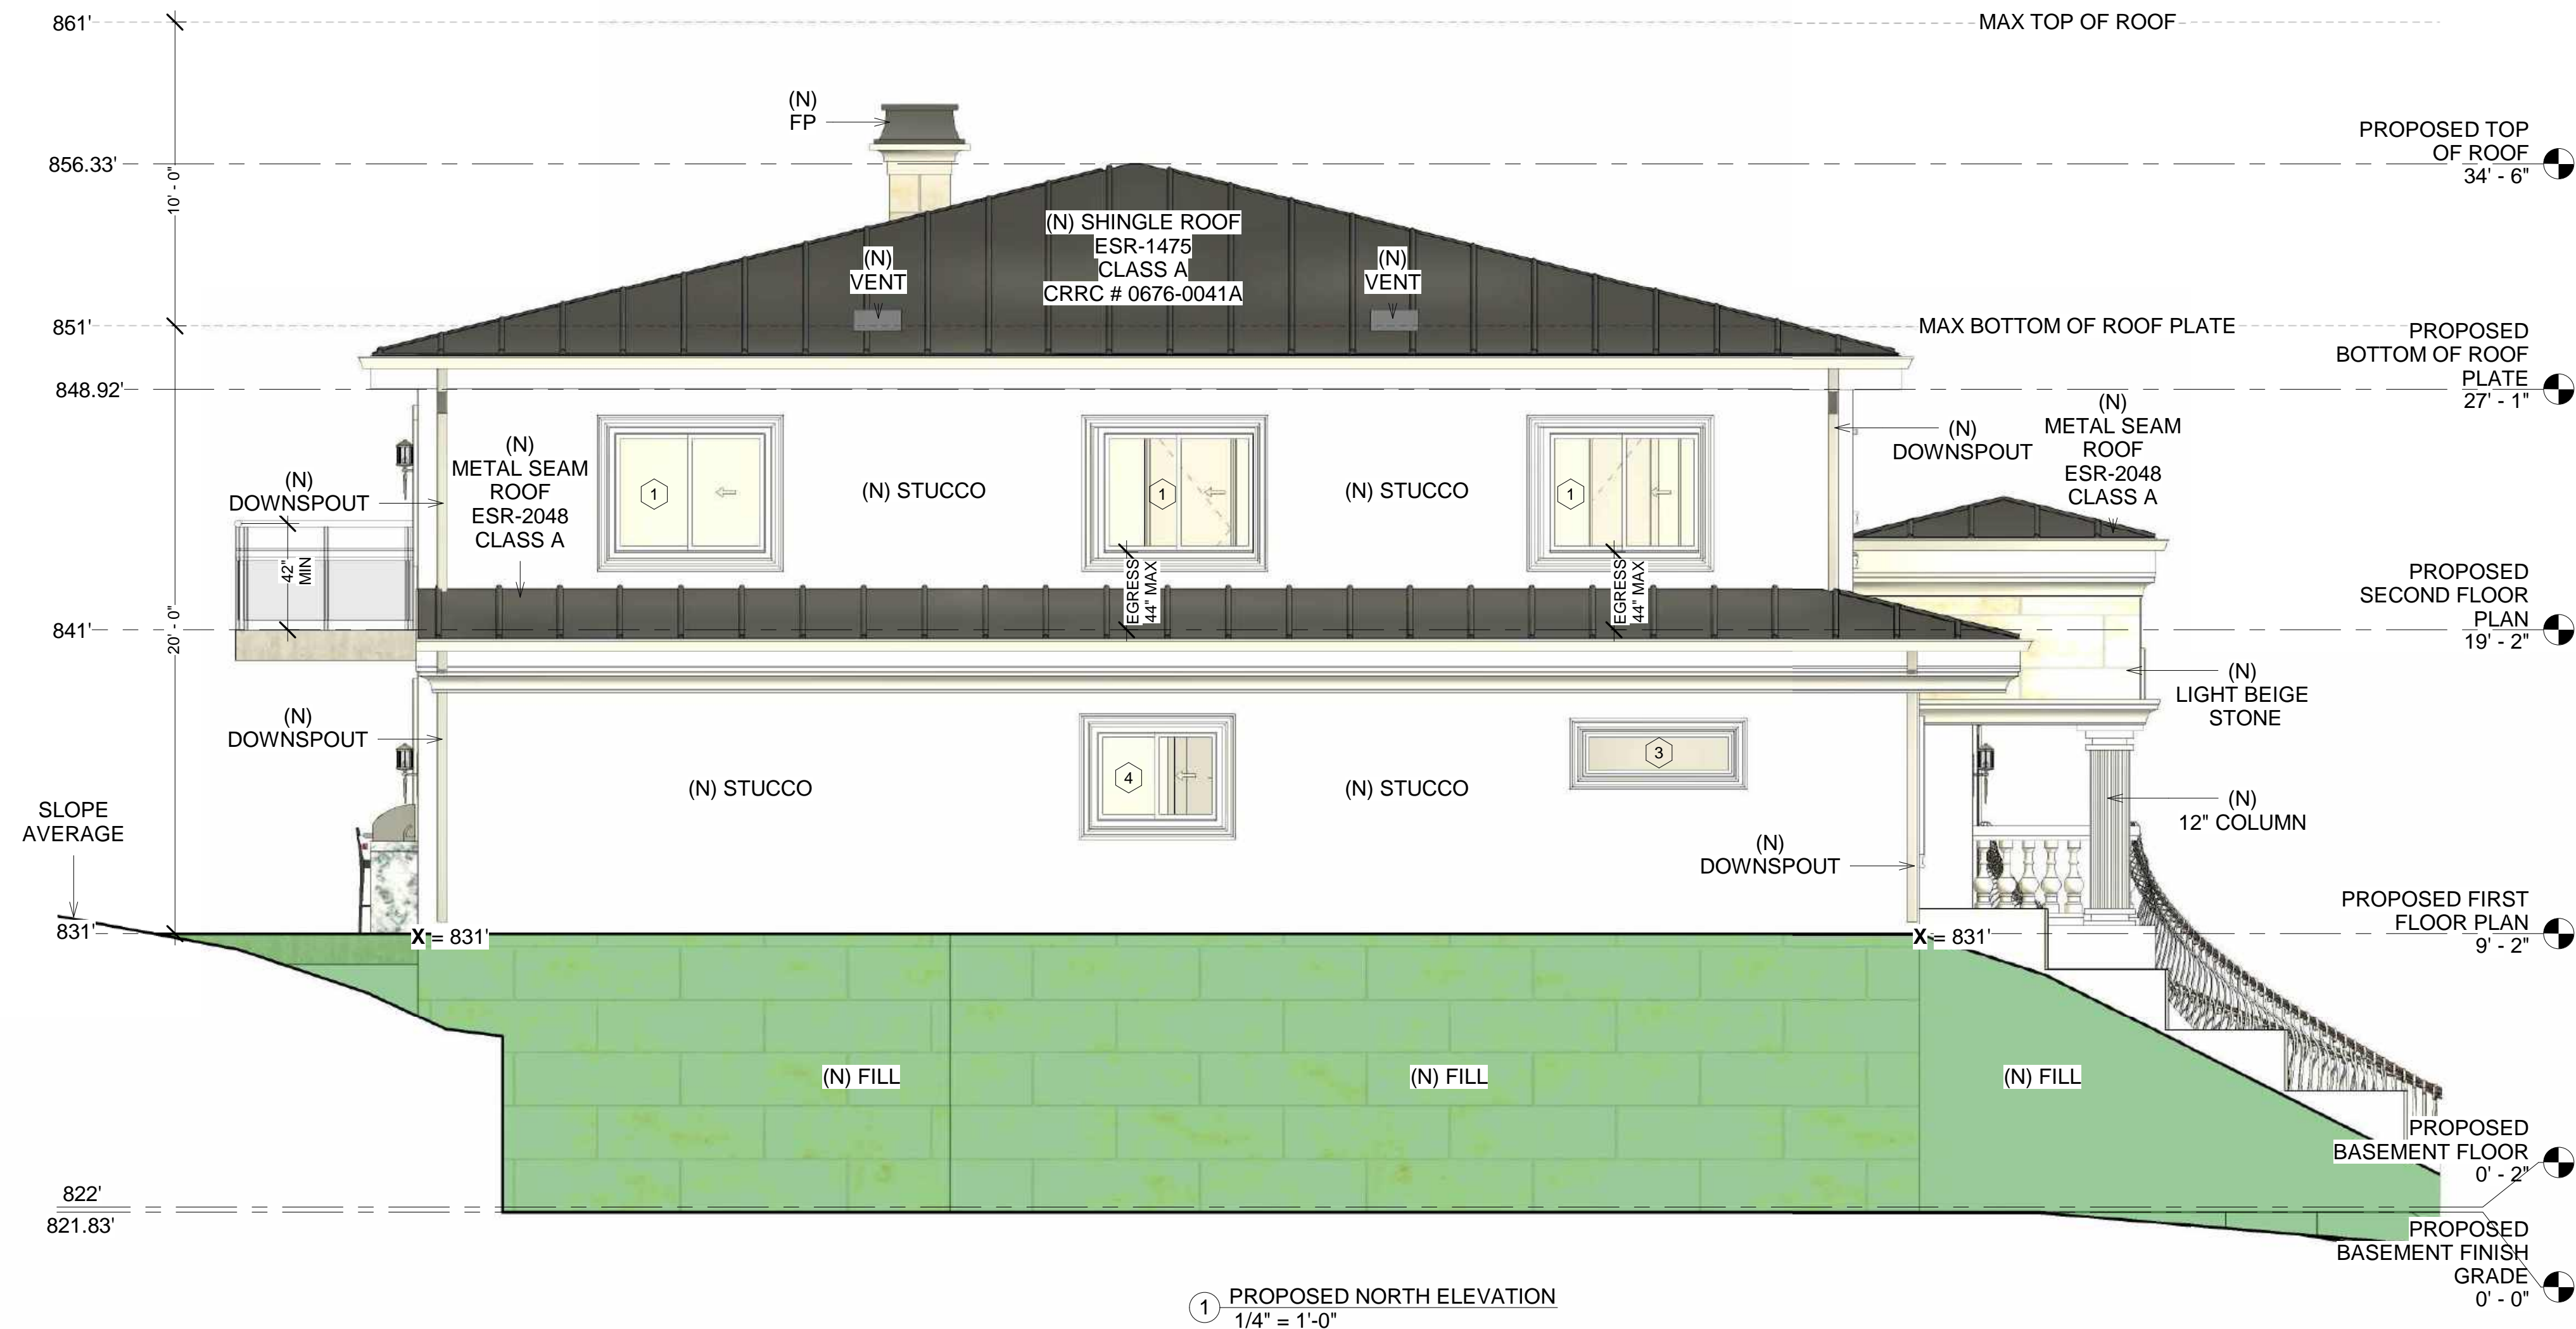 861'
MAX TOP OF ROOF
(N)
FP
856.33'
PROPOSED TOP
OF ROOF
34' - 6"
10' - 0"
(N) SHINGLE ROOF
ESR-1475
CLASS A
CRRC # 0676-0041A
(N)
VENT
(N)
VENT
851'
MAX BOTTOM OF ROOF PLATE
PROPOSED
BOTTOM OF ROOF
PLATE
27' - 1"
848.92'
(N)
METAL SEAM
ROOF
ESR-2048
CLASS A
(N)
DOWNSPOUT
(N)
METAL SEAM
ROOF
ESR-2048
CLASS A
(N)
DOWNSPOUT
1
(N) STUCCO
1
(N) STUCCO
1
42"
MIN
EGRESS
44" MAX
EGRESS
44" MAX
PROPOSED
SECOND FLOOR
PLAN
19' - 2"
841'
20' - 0"
(N)
LIGHT BEIGE
STONE
(N)
DOWNSPOUT
(N) STUCCO
4
(N) STUCCO
3
(N)
12" COLUMN
SLOPE
AVERAGE
(N)
DOWNSPOUT
PROPOSED FIRST
FLOOR PLAN
9' - 2"
831'
X = 831'
X = 831'
(N) FILL
(N) FILL
(N) FILL
PROPOSED
BASEMENT FLOOR
0' - 2"
822'
821.83'
PROPOSED
BASEMENT FINISH
GRADE
0' - 0"
1 PROPOSED NORTH ELEVATION
1/4" = 1'-0"